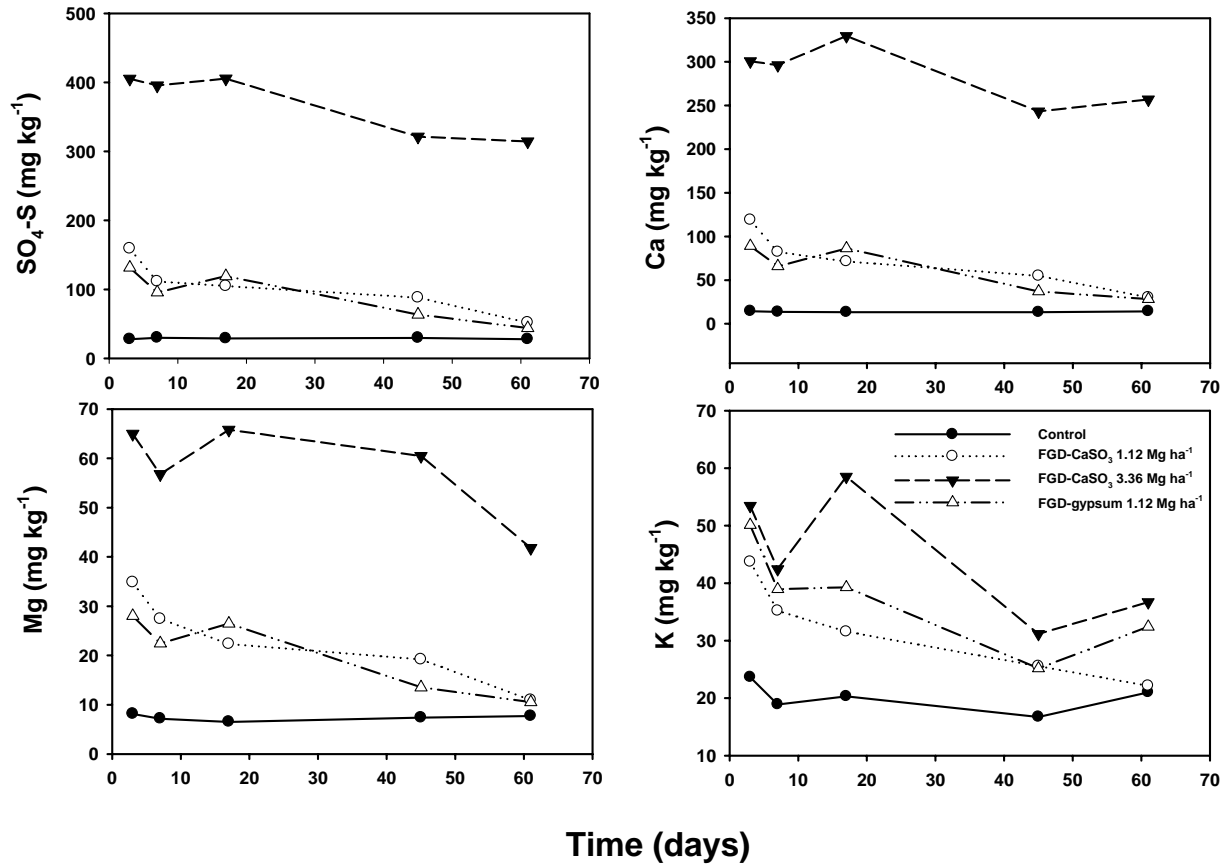 500
400
300
200
100
0
SO₄-S (mg kg⁻¹)
0 10 20 30 40 50 60 70
350
300
250
200
150
100
50
0
Ca (mg kg⁻¹)
0 10 20 30 40 50 60 70
70
60
50
40
30
20
10
0
Mg (mg kg⁻¹)
0 10 20 30 40 50 60 70
70
60
50
40
30
20
10
K (mg kg⁻¹)
Control
FGD-CaSO₃ 1.12 Mg ha⁻¹
FGD-CaSO₃ 3.36 Mg ha⁻¹
FGD-gypsum 1.12 Mg ha⁻¹
0 10 20 30 40 50 60 70
Time (days)